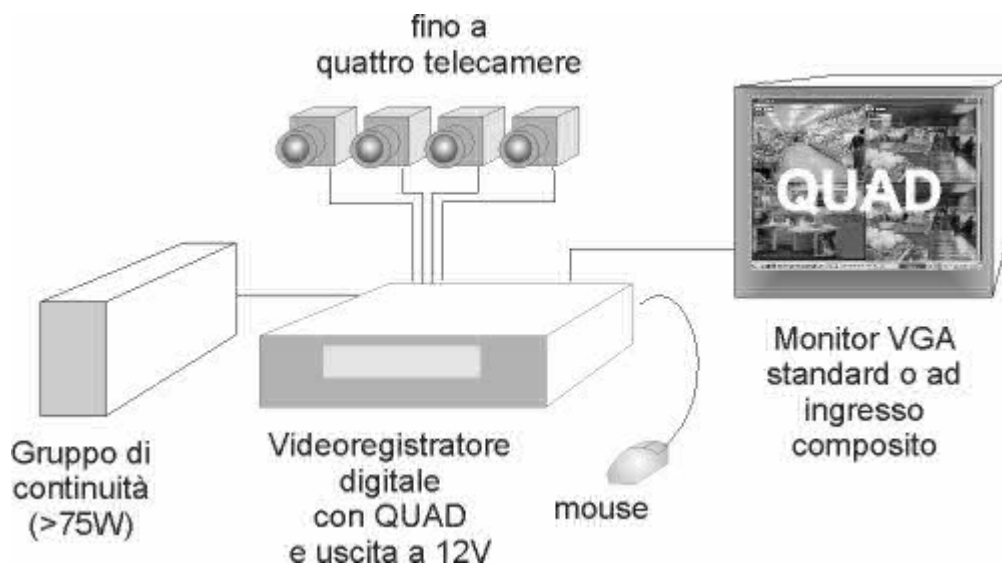 fino a
quattro telecamere
QUAD
Monitor VGA
standard o ad
ingresso
composito
Gruppo di
continuità
(>75W)
Videoregistratore
digitale
con QUAD
e uscita a 12V
mouse